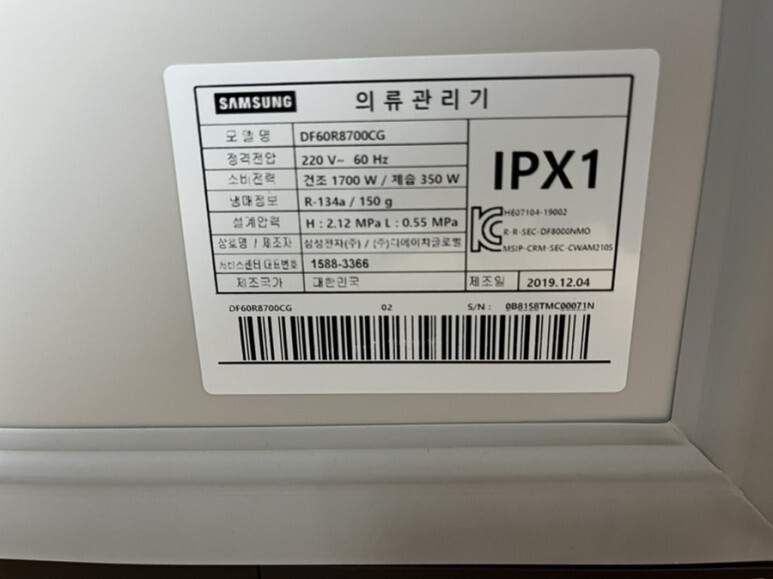 SAMSUNG 의류관리기
모델명 DF60R8700CG
정격전압 220 V~ 60 Hz
소비전력 건조 1700 W / 제습 350 W
냉매정보 R-134a / 150 g
설계압력 H : 2.12 MPa L : 0.55 MPa
상호명 / 제조자 삼성전자(주) / (주)디에이치글로벌
서비스센터 대표번호 1588-3366
제조국가 대한민국
IPX1
HE07104-19002
R-R-SEC-DF8000NMO
MSIP-CRM-SEC-CWAM210S
제조일 2019.12.04
DF60R8700CG 02 S/N : 0B8158TMC00071N